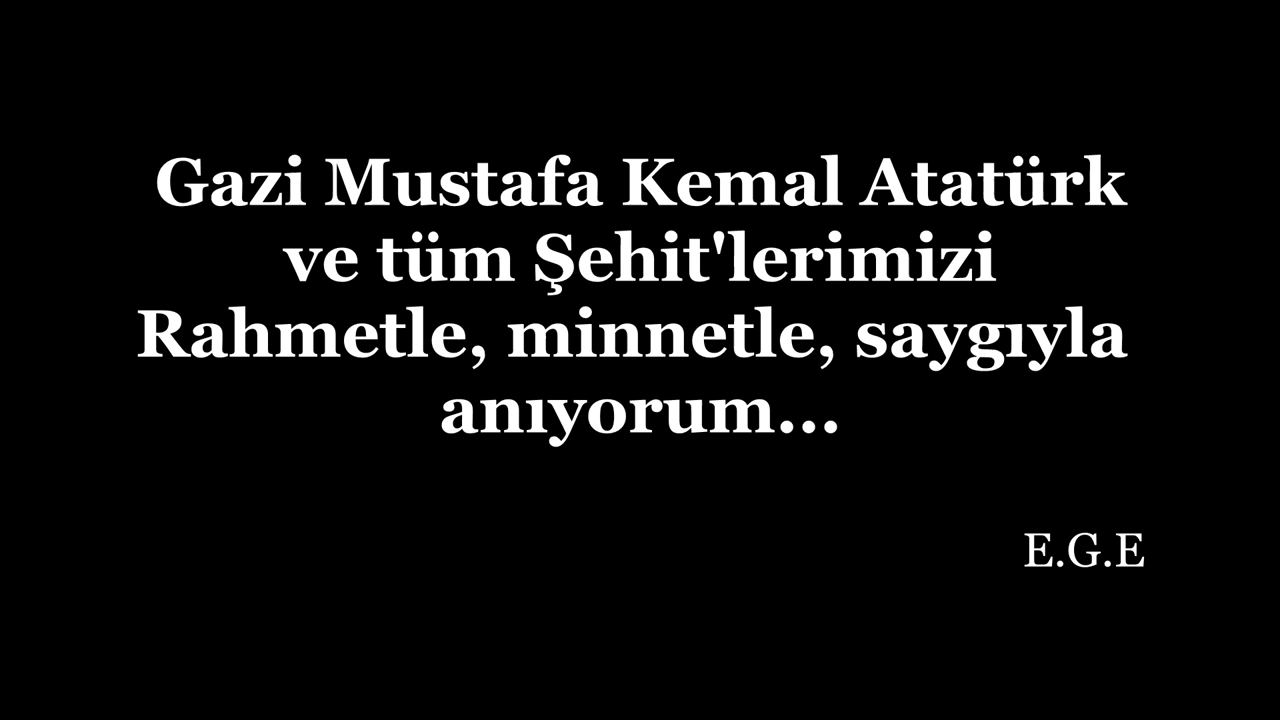 Gazi Mustafa Kemal Atatürk
ve tüm Şehit'lerimizi
Rahmetle, minnetle, saygıyla
anıyorum...
E.G.E